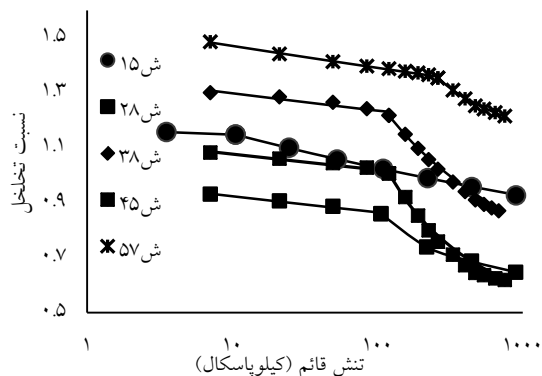 نسبت تخلخل
۱.۵
۱.۳
۱.۱
۰.۹
۰.۷
۰.۵
ش۱۵
ش۲۸
ش۳۸
ش۴۵
ش۵۷
۱ ۱۰ ۱۰۰ ۱۰۰۰
تنش قائم (کیلوپاسکال)